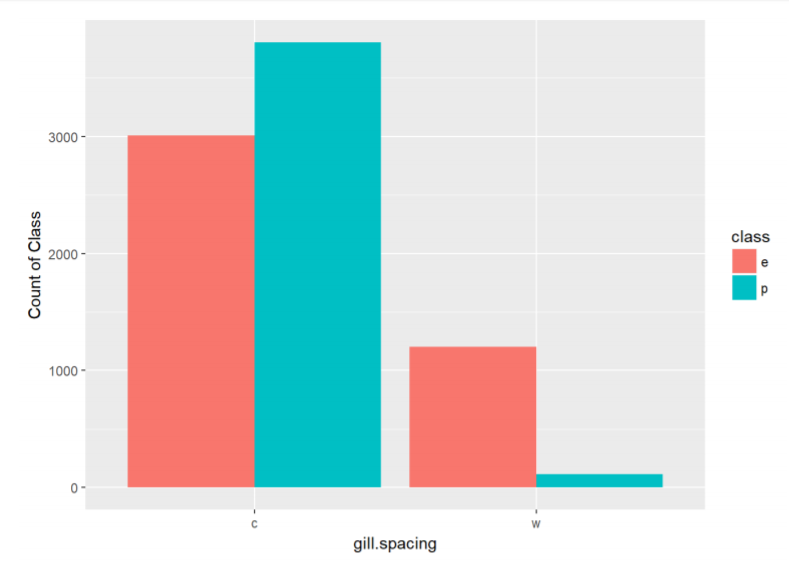 3000
2000
1000
0
Count of Class
c
w
gill.spacing
class
e
p